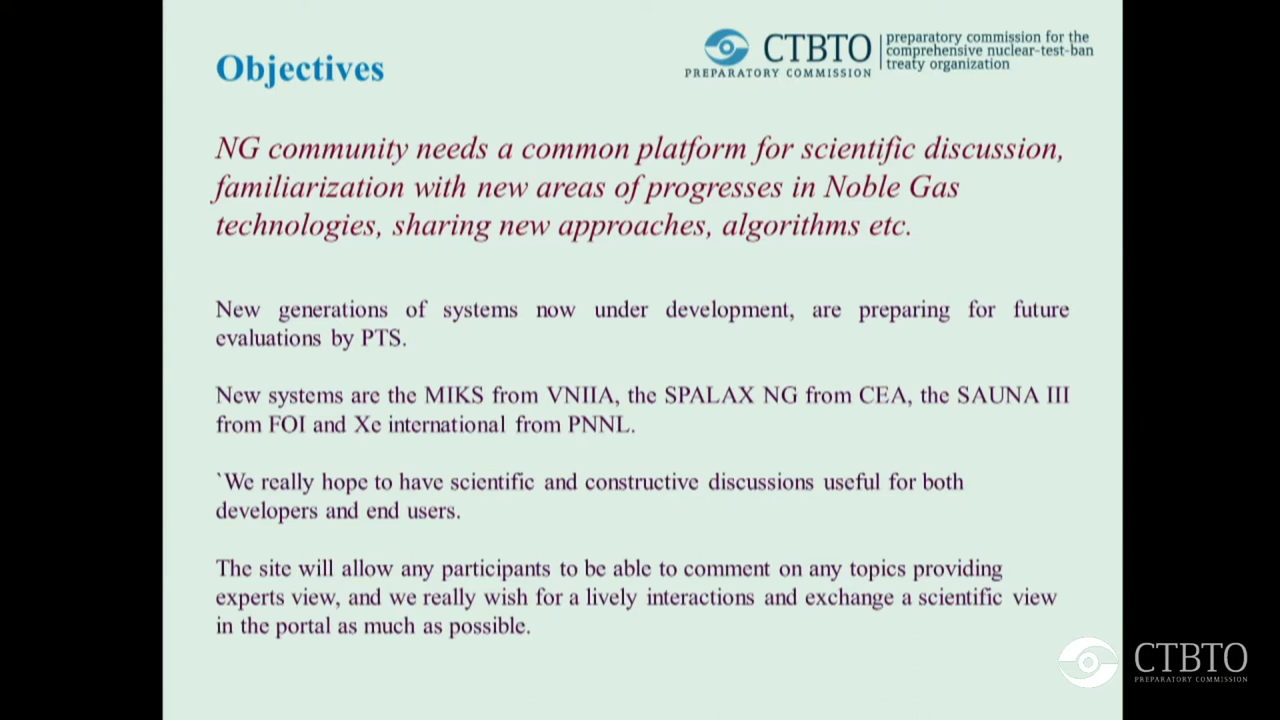 Objectives
CTBTO
PREPARATORY COMMISSION
preparatory commission for the
comprehensive nuclear-test-ban
treaty organization
NG community needs a common platform for scientific discussion,
familiarization with new areas of progresses in Noble Gas
technologies, sharing new approaches, algorithms etc.
New generations of systems now under development, are preparing for future
evaluations by PTS.
New systems are the MIKS from VNIIA, the SPALAX NG from CEA, the SAUNA III
from FOI and Xe international from PNNL.
`We really hope to have scientific and constructive discussions useful for both
developers and end users.
The site will allow any participants to be able to comment on any topics providing
experts view, and we really wish for a lively interactions and exchange a scientific view
in the portal as much as possible.
CTBTO
PREPARATORY COMMISSION